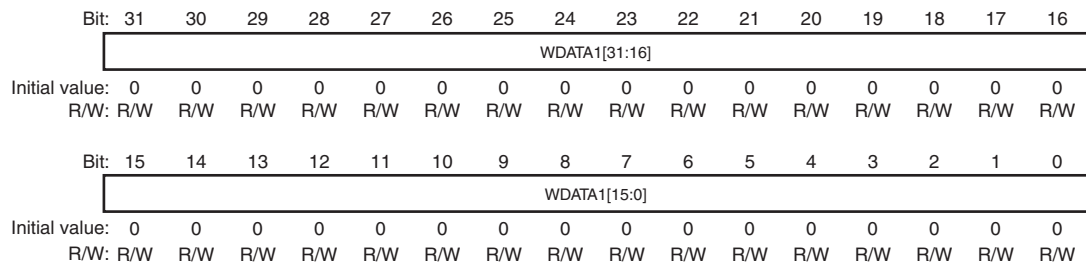 Bit: 31 30 29 28 27 26 25 24 23 22 21 20 19 18 17 16
WDATA1[31:16]
Initial value: 0 0 0 0 0 0 0 0 0 0 0 0 0 0 0 0
R/W: R/W R/W R/W R/W R/W R/W R/W R/W R/W R/W R/W R/W R/W R/W R/W R/W
Bit: 15 14 13 12 11 10 9 8 7 6 5 4 3 2 1 0
WDATA1[15:0]
Initial value: 0 0 0 0 0 0 0 0 0 0 0 0 0 0 0 0
R/W: R/W R/W R/W R/W R/W R/W R/W R/W R/W R/W R/W R/W R/W R/W R/W R/W